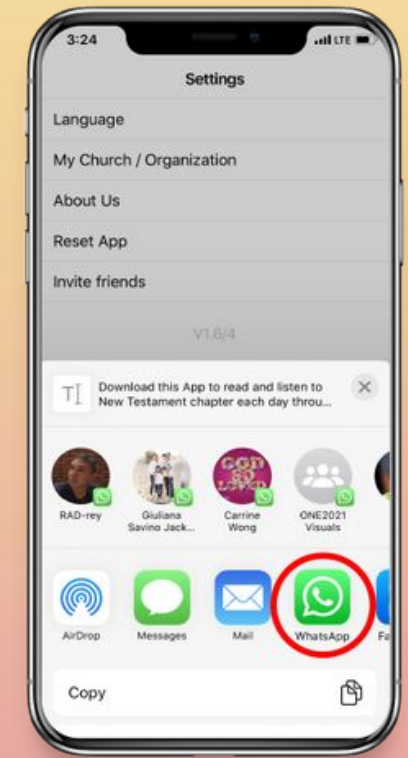 3:24
LTE
Settings
Language
My Church / Organization
About Us
Reset App
Invite friends
V1.6/4
Download this App to read and listen to
New Testament chapter each day throu...
RAD-rey
Giuliana
Savino Jack...
Carrine
Wong
ONE2021
Visuals
AirDrop
Messages
Mail
WhatsApp
Fa
Copy